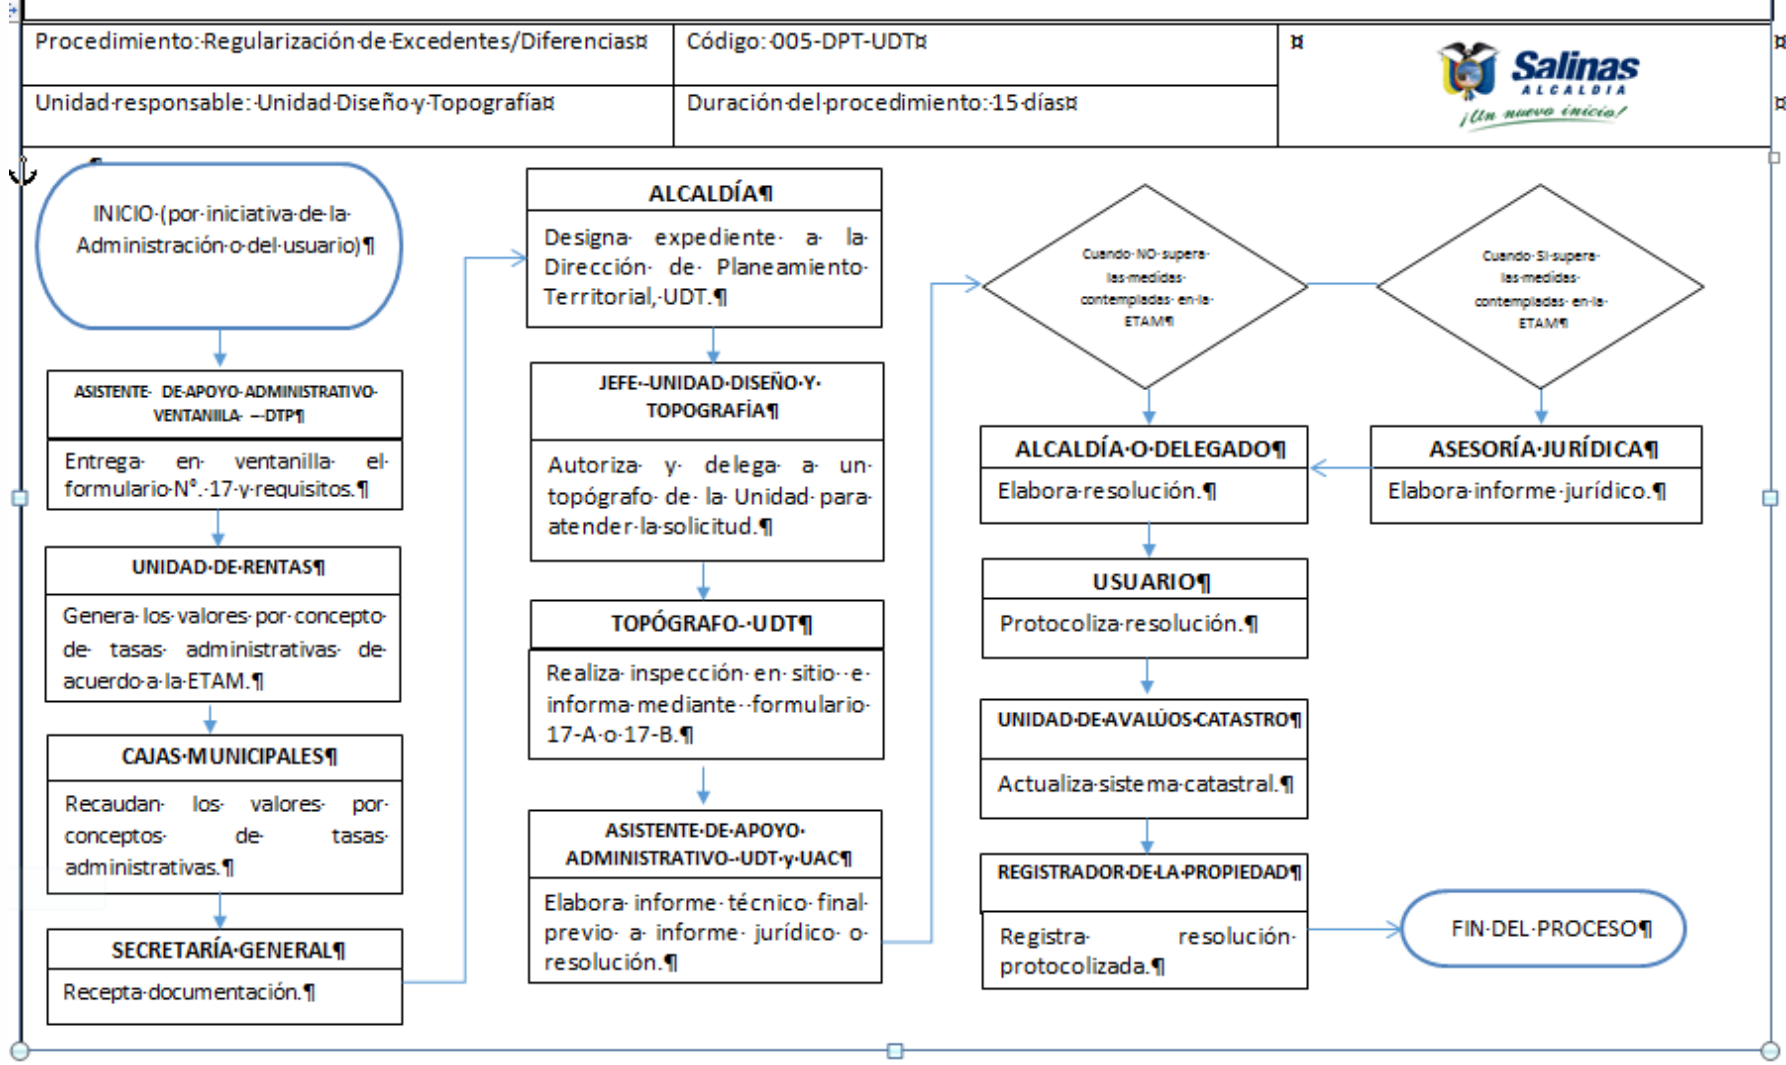 Procedimiento: Regularización de Excedentes/Diferencias¤
Código: 005-DPT-UDT¤
¤
Salinas
ALCALDIA
¡Un nuevo inicio!
¤
Unidad responsable: Unidad Diseño y Topografía¤
Duración del procedimiento: 15 días¤
¤
¶
INICIO (por iniciativa de la
Administración o del usuario)¶
ASISTENTE DE APOYO ADMINISTRATIVO
VENTANIILA – DTP¶
Entrega en ventanilla el
formulario N°. 17 y requisitos.¶
UNIDAD DE RENTAS¶
Genera los valores por concepto
de tasas administrativas de
acuerdo a la ETAM.¶
CAJAS MUNICIPALES¶
Recaudan los valores por
conceptos de tasas
administrativas.¶
SECRETARÍA GENERAL¶
Recepta documentación.¶
ALCALDÍA¶
Designa expediente a la
Dirección de Planeamiento
Territorial, UDT.¶
JEFE -UNIDAD DISEÑO Y
TOPOGRAFÍA¶
Autoriza y delega a un
topógrafo de la Unidad para
atender la solicitud.¶
TOPÓGRAFO- UDT¶
Realiza inspección en sitio e
informa mediante formulario
17-A o 17-B.¶
ASISTENTE DE APOYO
ADMINISTRATIVO- UDT y UAC¶
Elabora informe técnico final
previo a informe jurídico o
resolución.¶
Cuando NO supera
las medidas
contempladas en la
ETAM¶
Cuando SI supera
las medidas
contempladas en la
ETAM¶
ALCALDÍA O DELEGADO¶
Elabora resolución.¶
ASESORÍA JURÍDICA¶
Elabora informe jurídico.¶
USUARIO¶
Protocoliza resolución.¶
UNIDAD DE AVALÚOS CATASTRO¶
Actualiza sistema catastral.¶
REGISTRADOR DE LA PROPIEDAD¶
Registra resolución
protocolizada.¶
FIN DEL PROCESO¶